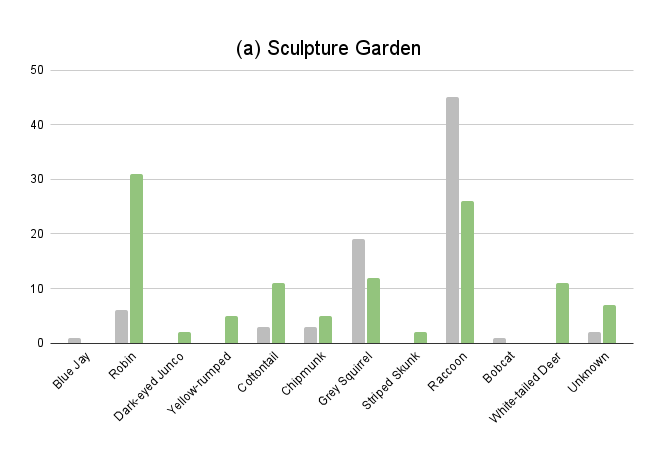 (a) Sculpture Garden
50
40
30
20
10
0
Blue Jay
Robin
Dark-eyed Junco
Yellow-rumped
Cottontail
Chipmunk
Grey Squirrel
Striped Skunk
Raccoon
Bobcat
White-tailed Deer
Unknown